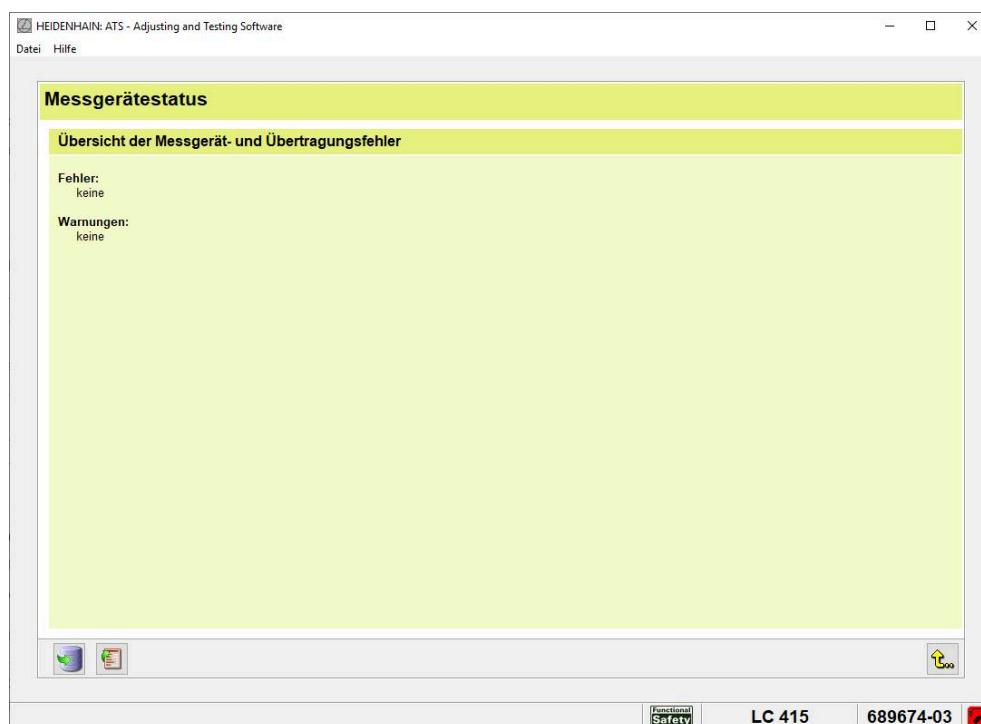 HEIDENHAIN: ATS - Adjusting and Testing Software
Datei Hilfe
Messgerätestatus
Übersicht der Messgerät- und Übertragungsfehler
Fehler:
keine
Warnungen:
keine
Functional
Safety
LC 415
689674-03